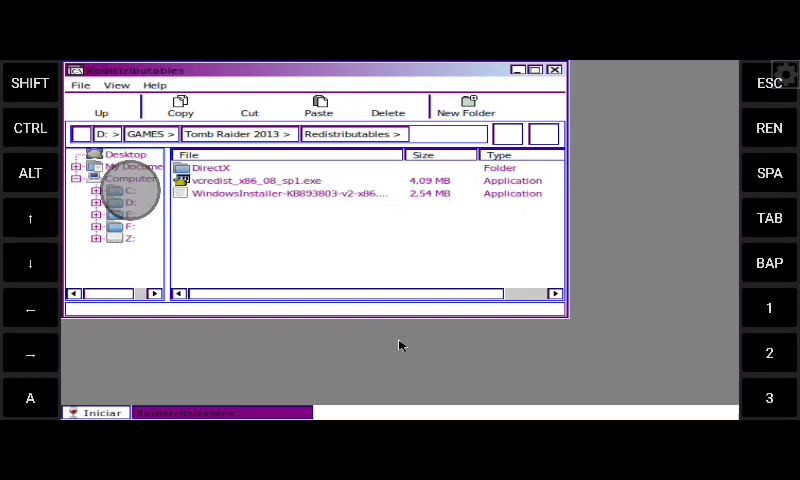 SHIFT
CTRL
ALT
↑
↓
←
→
A
Redistributables
File View Help
Up Copy Cut Paste Delete New Folder
D: > GAMES > Tomb Raider 2013 > Redistributables >
Desktop
My Docume
Computer
C:
D:
E:
F:
Z:
File Size Type
DirectX Folder
vcredist_x86_08_sp1.exe 4,09 MB Application
WindowsInstaller-KB893803-v2-x86.... 2,54 MB Application
Iniciar Redistributables
ESC
REN
SPA
TAB
BAP
1
2
3